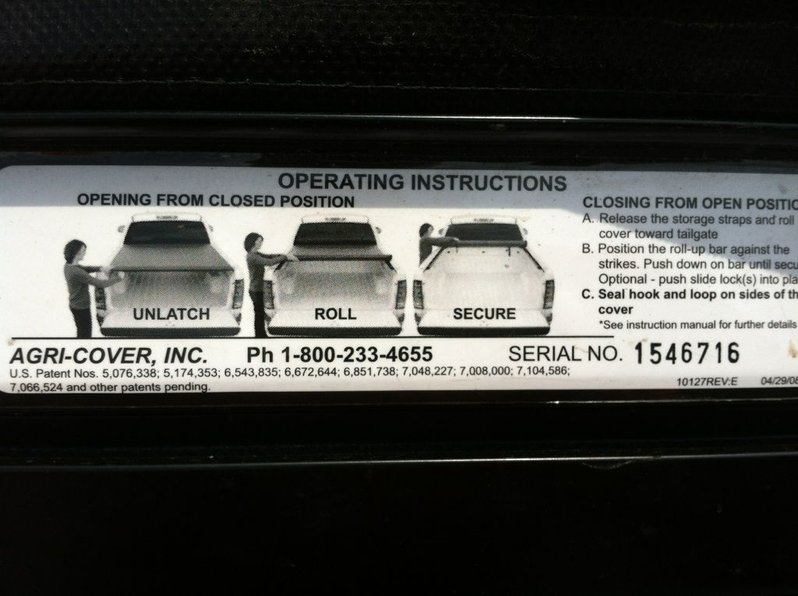 OPERATING INSTRUCTIONS
OPENING FROM CLOSED POSITION
UNLATCH
ROLL
SECURE
CLOSING FROM OPEN POSITIO
A. Release the storage straps and roll
cover toward tailgate
B. Position the roll-up bar against the
strikes. Push down on bar until secu
Optional - push slide lock(s) into pla
C. Seal hook and loop on sides of th
cover
*See instruction manual for further details
AGRI-COVER, INC. Ph 1-800-233-4655 SERIAL NO. 1546716
U.S. Patent Nos. 5,076,338; 5,174,353; 6,543,835; 6,672,644; 6,851,738; 7,048,227; 7,008,000; 7,104,586;
7,066,524 and other patents pending.
10127REV:E 04/29/08